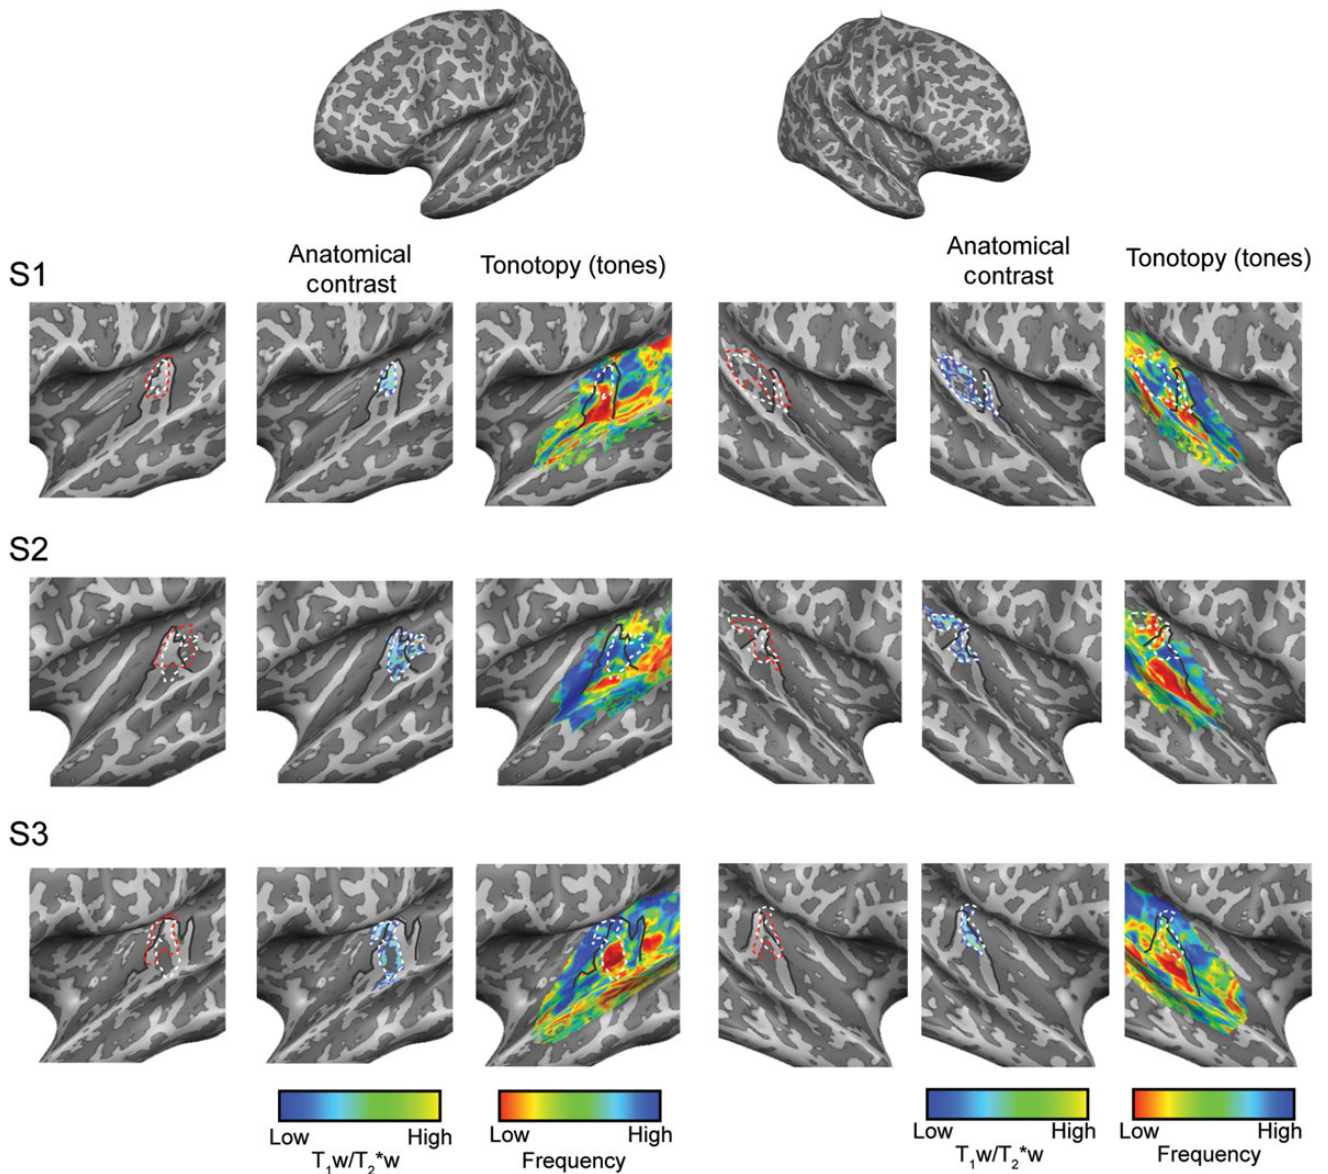 Anatomical
contrast
Tonotopy (tones)
Anatomical
contrast
Tonotopy (tones)
S1
S2
S3
Low High
T1w/T2*w
Low High
Frequency
Low High
T1w/T2*w
Low High
Frequency